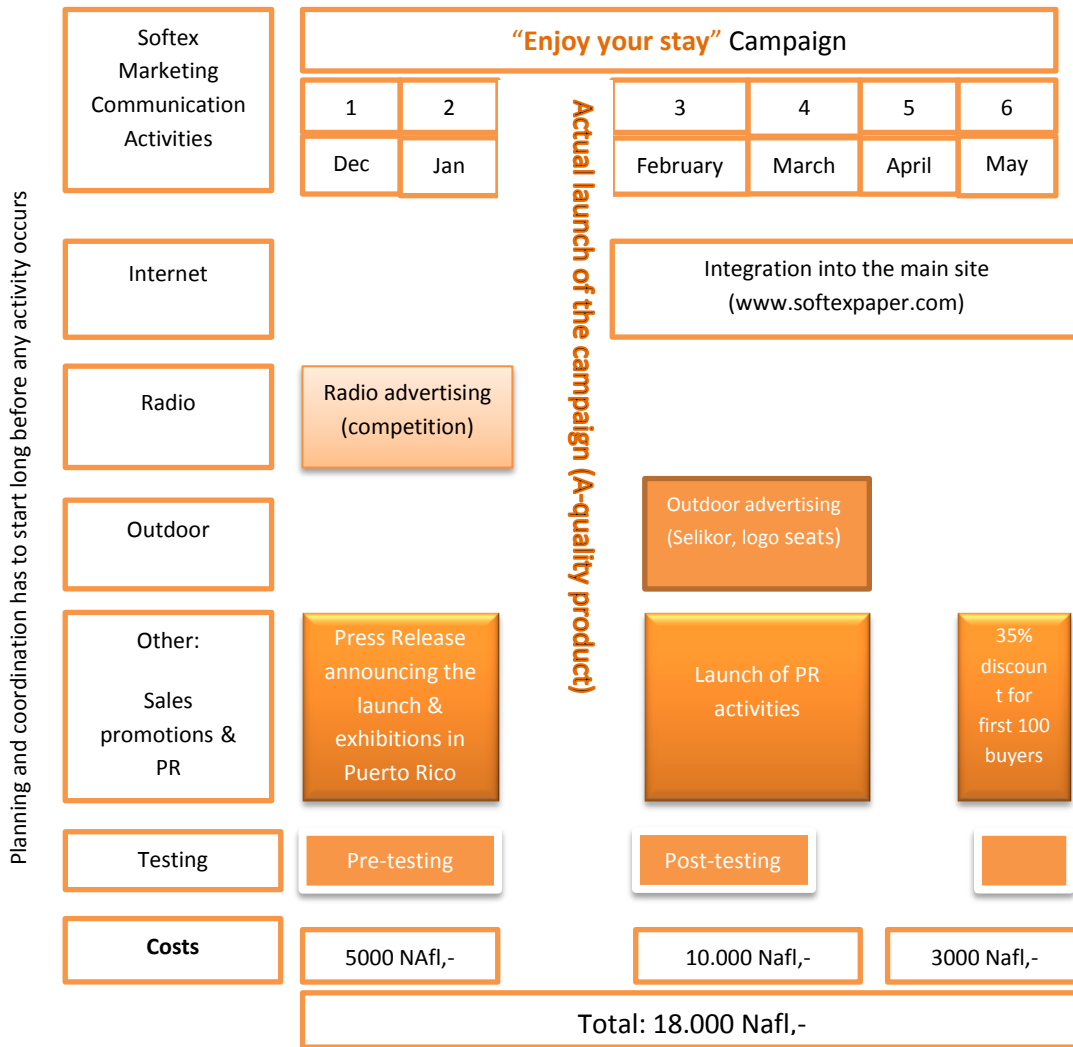 Softex
Marketing
Communication
Activities
“Enjoy your stay” Campaign
1
2
3
4
5
6
Dec
Jan
February
March
April
May
Actual launch of the campaign (A-quality product)
Planning and coordination has to start long before any activity occurs
Internet
Integration into the main site
(www.softexpaper.com)
Radio
Radio advertising
(competition)
Outdoor
Outdoor advertising
(Selikor, logo seats)
Other:
Sales
promotions &
PR
Press Release
announcing the
launch &
exhibitions in
Puerto Rico
Launch of PR
activities
35%
discoun
t for
first 100
buyers
Testing
Pre-testing
Post-testing
Costs
5000 NAfl,-
10.000 Nafl,-
3000 Nafl,-
Total: 18.000 Nafl,-